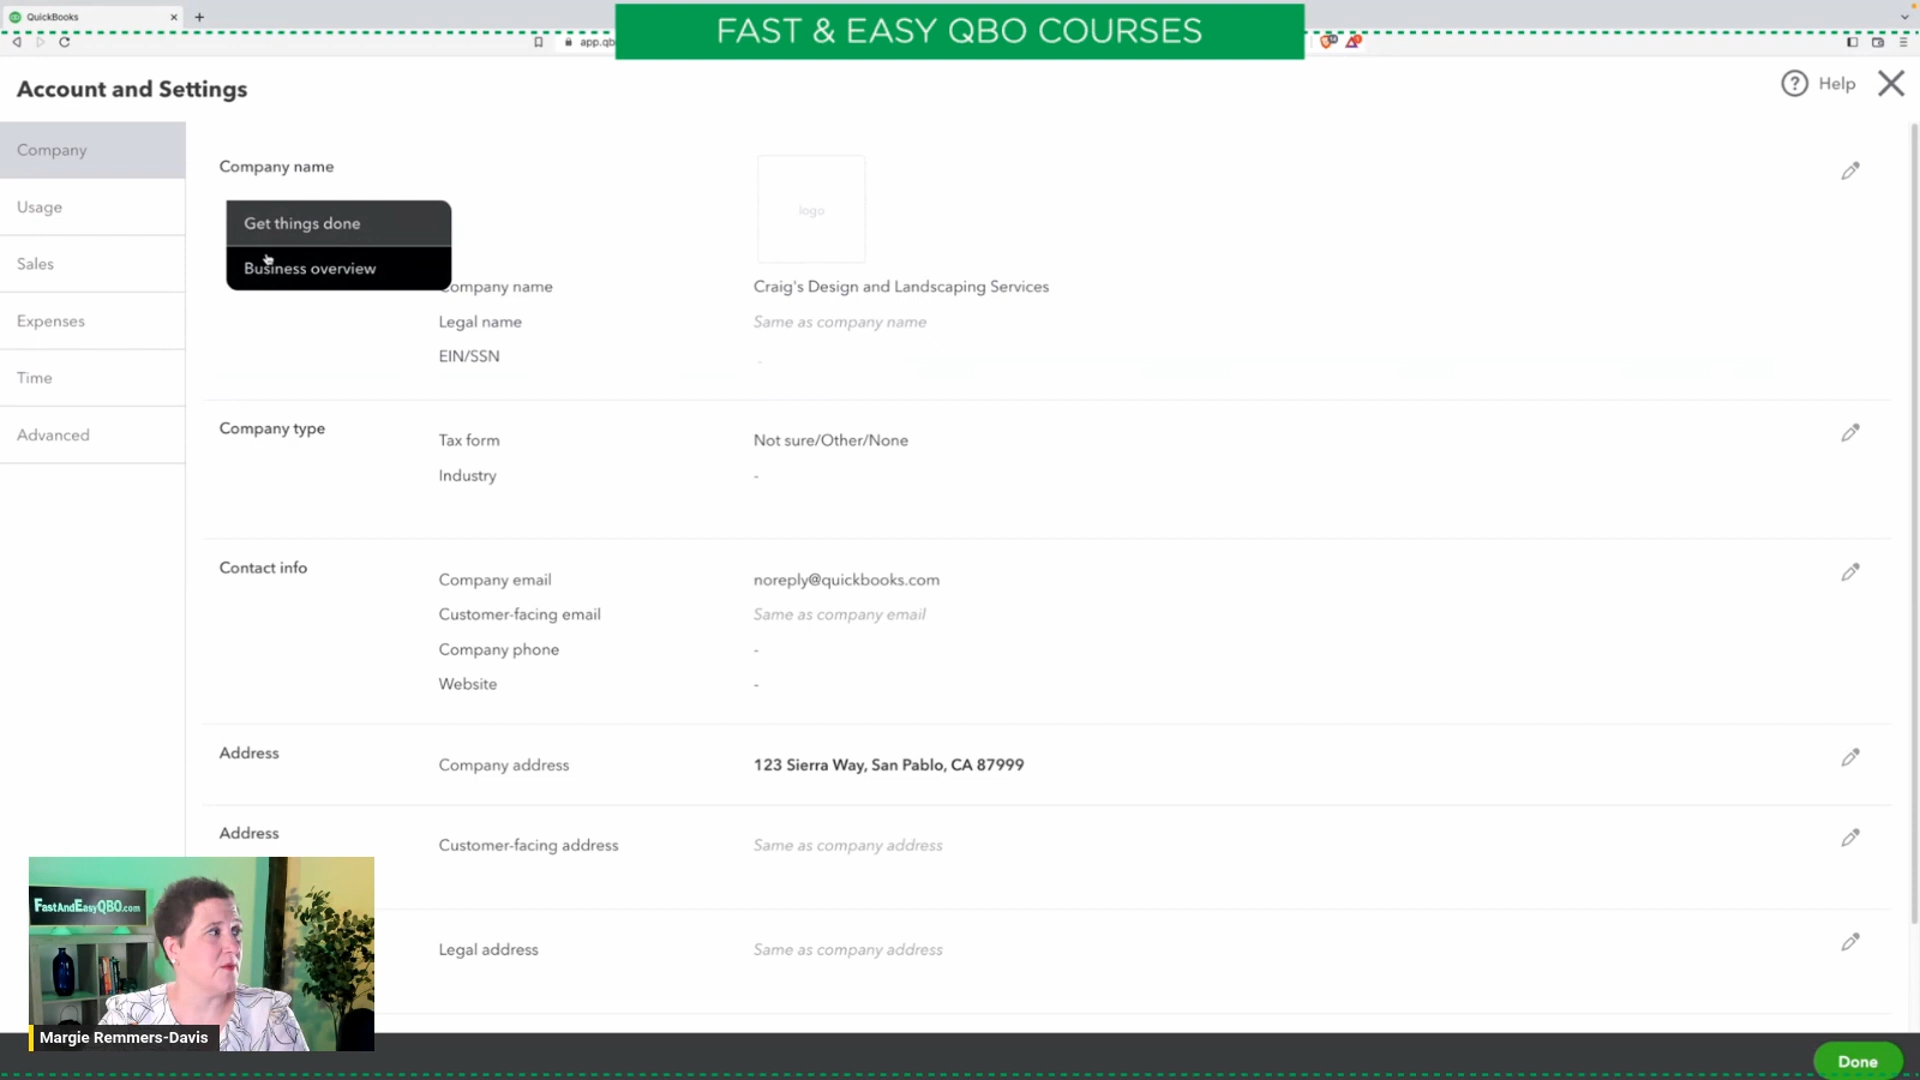 QuickBooks
FAST & EASY QBO COURSES
app.qb
Account and Settings
Help
Company
Usage
Sales
Expenses
Time
Advanced
Company name
Get things done
Business overview
logo
ompany name
Craig's Design and Landscaping Services
Legal name
Same as company name
EIN/SSN
-
Company type
Tax form
Not sure/Other/None
Industry
-
Contact info
Company email
noreply@quickbooks.com
Customer-facing email
Same as company email
Company phone
-
Website
-
Address
Company address
123 Sierra Way, San Pablo, CA 87999
Address
Customer-facing address
Same as company address
Legal address
Same as company address
FastAndEasyQBO.com
Margie Remmers-Davis
Done